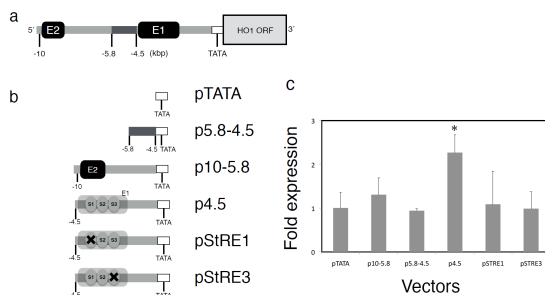 a
5' E2 E1 HO1 ORF 3'
-10 -5.8 -4.5 (kbp) TATA
b
pTATA
TATA
p5.8-4.5
-5.8 -4.5 TATA
p10-5.8
E2
-10 TATA
E1
p4.5
S1 S2 S3
-4.5 TATA
pStRE1
S2 S3
-4.5 TATA
pStRE3
S1 S2
-4.5 TATA
c
Fold expression
3
2
1
0
*
pTATA p10-5.8 p5.8-4.5 p4.5 pSTRE1 pSTRE3
Vectors